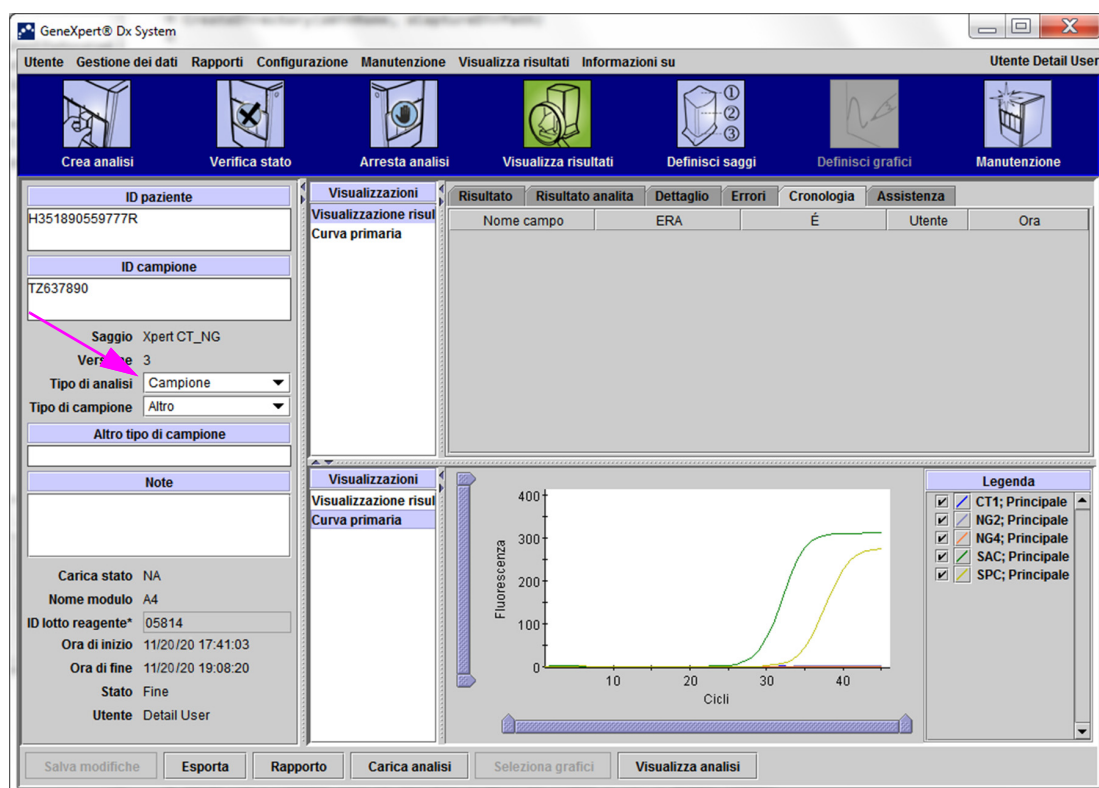 GeneXpert® Dx System
Utente Gestione dei dati Rapporti Configurazione Manutenzione Visualizza risultati Informazioni su Utente Detail User
Crea analisi Verifica stato Arresta analisi Visualizza risultati Definisci saggi Definisci grafici Manutenzione
ID paziente
H351890559777R
ID campione
TZ637890
Saggio Xpert CT_NG
Versione 3
Tipo di analisi Campione
Tipo di campione Altro
Altro tipo di campione
Note
Carica stato NA
Nome modulo A4
ID lotto reagente* 05814
Ora di inizio 11/20/20 17:41:03
Ora di fine 11/20/20 19:08:20
Stato Fine
Utente Detail User
Visualizzazioni
Visualizzazione risul
Curva primaria
Risultato Risultato analita Dettaglio Errori Cronologia Assistenza
Nome campo ERA É Utente Ora
Visualizzazioni
Visualizzazione risul
Curva primaria
Fluorescenza
400
300
200
100
0
10 20 30 40
Cicli
Legenda
CT1; Principale
NG2; Principale
NG4; Principale
SAC; Principale
SPC; Principale
Salva modifiche Esporta Rapporto Carica analisi Seleziona grafici Visualizza analisi